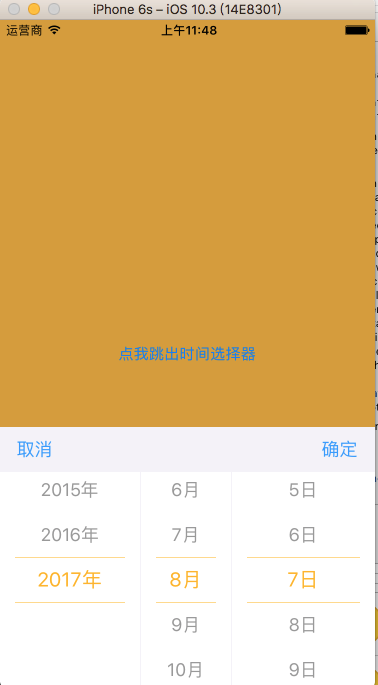 iPhone 6s – iOS 10.3 (14E8301)
运营商 上午11:48
点我跳出时间选择器
取消 确定
2015年 6月 5日
2016年 7月 6日
2017年 8月 7日
9月 8日
10月 9日